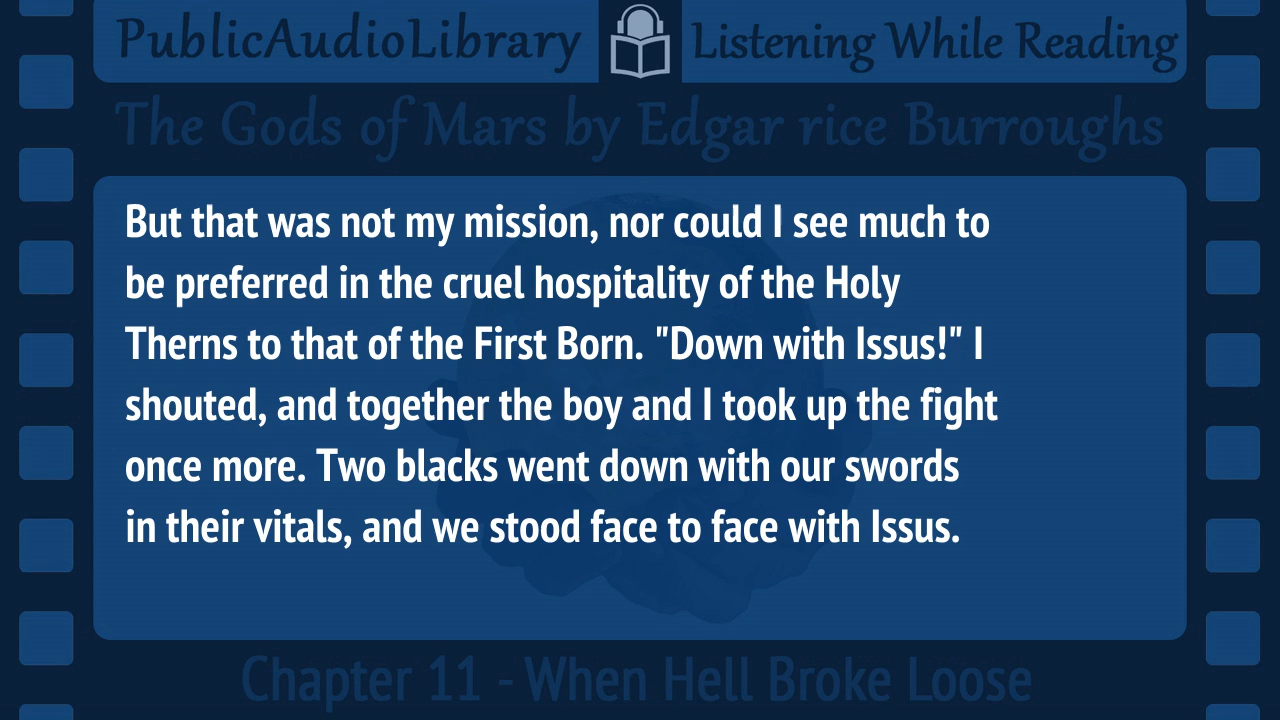 PublicAudioLibrary Listening While Reading
The Gods of Mars by Edgar rice Burroughs
But that was not my mission, nor could I see much to
be preferred in the cruel hospitality of the Holy
Therns to that of the First Born. "Down with Issus!" I
shouted, and together the boy and I took up the fight
once more. Two blacks went down with our swords
in their vitals, and we stood face to face with Issus.
Chapter 11 - When Hell Broke Loose